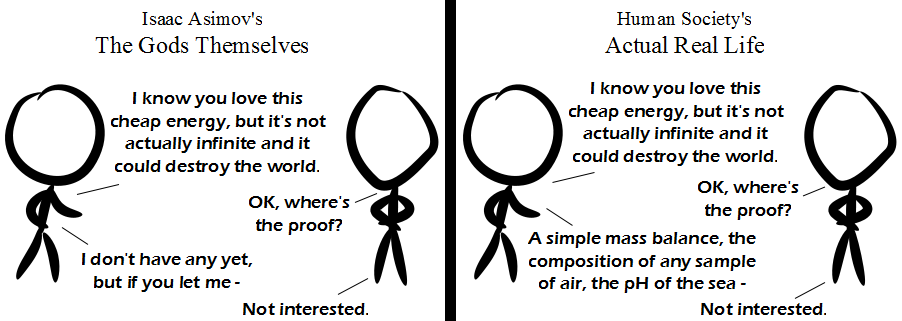 Isaac Asimov's
The Gods Themselves
I know you love this
cheap energy, but it's not
actually infinite and it
could destroy the world.
OK, where's
the proof?
I don't have any yet,
but if you let me -
Not interested.
Human Society's
Actual Real Life
I know you love this
cheap energy, but it's not
actually infinite and it
could destroy the world.
OK, where's
the proof?
A simple mass balance, the
composition of any sample
of air, the pH of the sea -
Not interested.